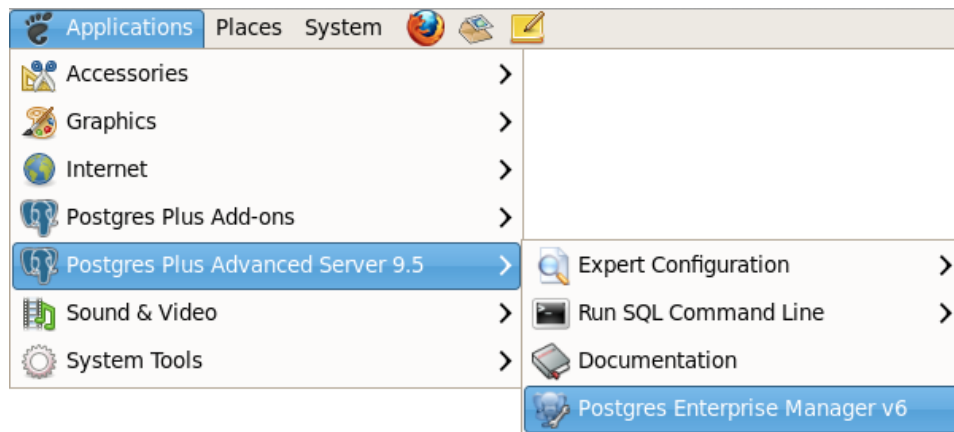 Applications Places System
Accessories
Graphics
Internet
Postgres Plus Add-ons
Postgres Plus Advanced Server 9.5
Sound & Video
System Tools
Expert Configuration
Run SQL Command Line
Documentation
Postgres Enterprise Manager v6